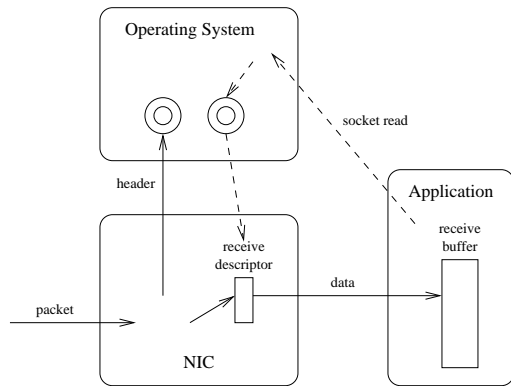 Operating System
socket read
header
Application
receive
buffer
receive
descriptor
packet
data
NIC